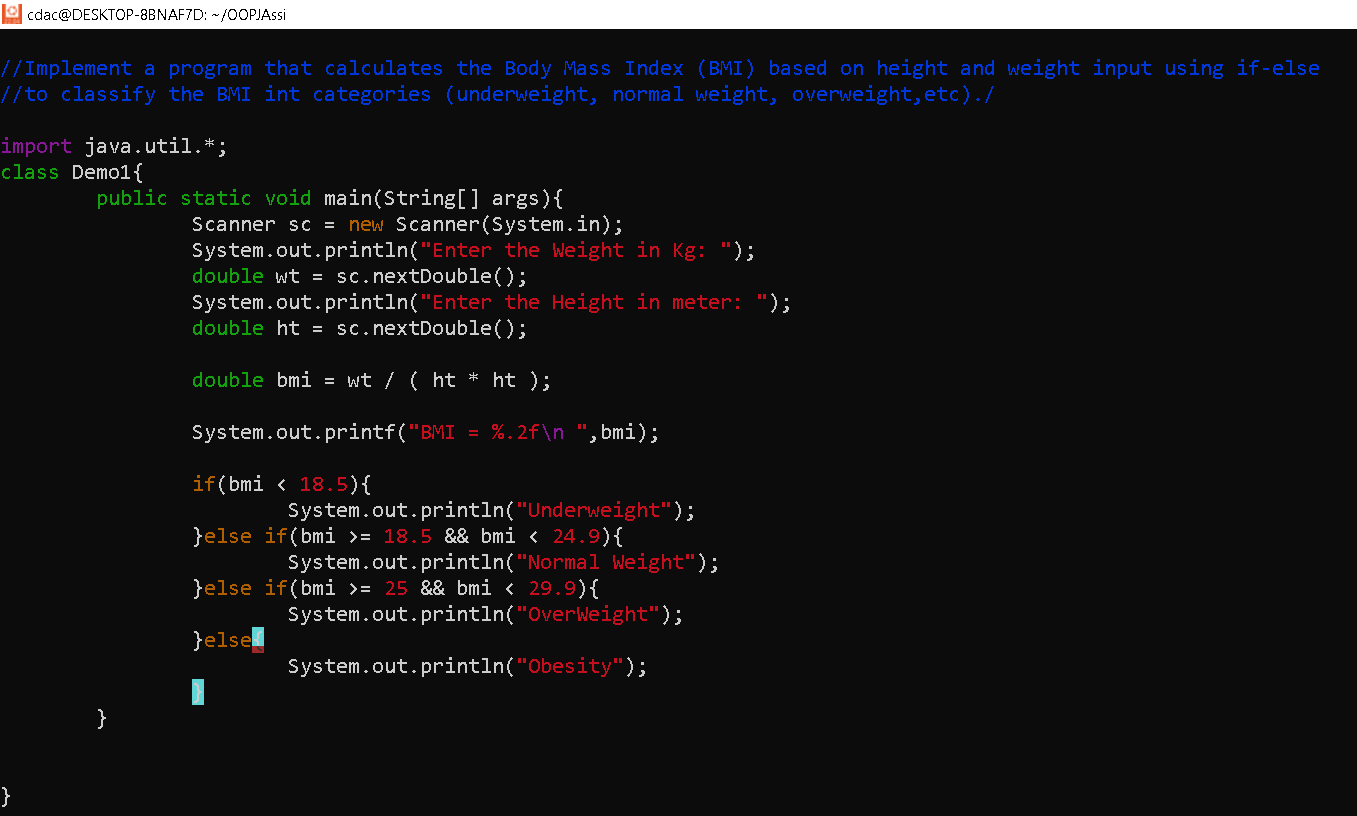 cdac@DESKTOP-8BNAF7D: ~/OOPJAssi
//Implement a program that calculates the Body Mass Index (BMI) based on height and weight input using if-else
//to classify the BMI int categories (underweight, normal weight, overweight,etc)./
import java.util.*;
class Demo1{
public static void main(String[] args){
Scanner sc = new Scanner(System.in);
System.out.println("Enter the Weight in Kg: ");
double wt = sc.nextDouble();
System.out.println("Enter the Height in meter: ");
double ht = sc.nextDouble();
double bmi = wt / ( ht * ht );
System.out.printf("BMI = %.2f\n ",bmi);
if(bmi < 18.5){
System.out.println("Underweight");
}else if(bmi >= 18.5 && bmi < 24.9){
System.out.println("Normal Weight");
}else if(bmi >= 25 && bmi < 29.9){
System.out.println("OverWeight");
}else{
System.out.println("Obesity");
}
}
}